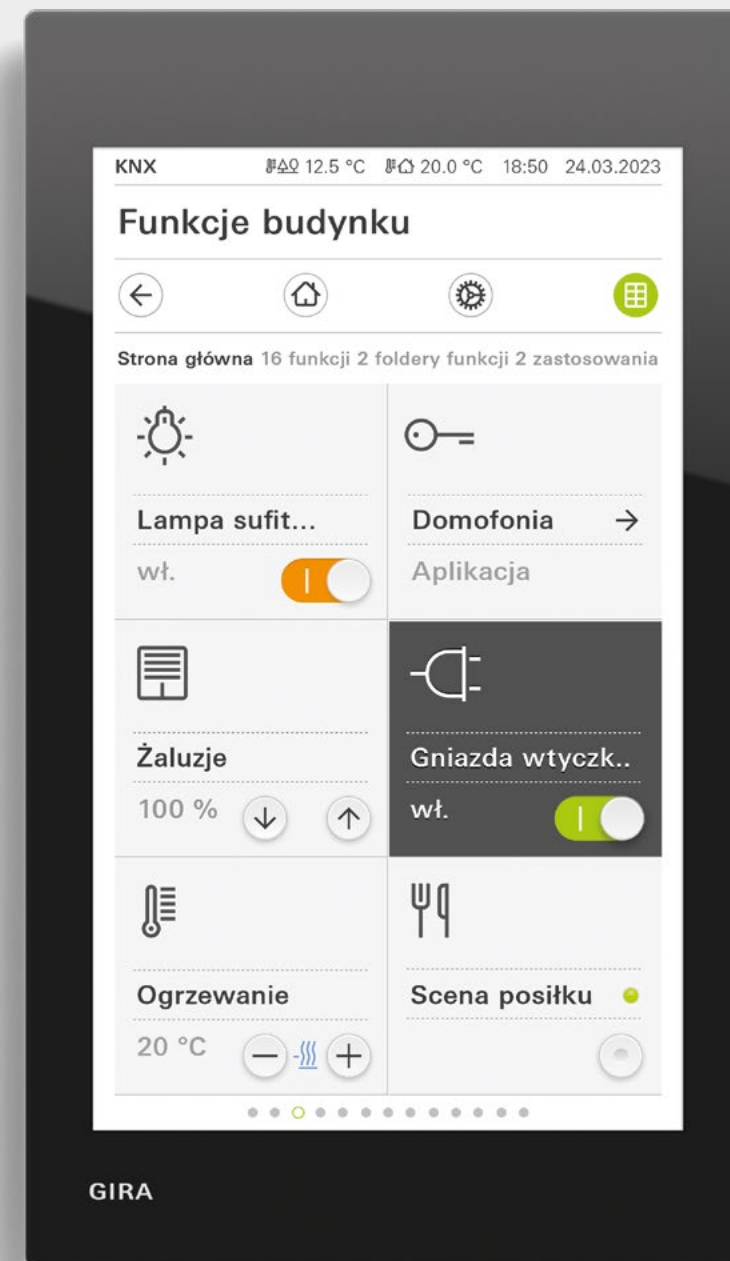 KNX 12.5 °C 20.0 °C 18:50 24.03.2023
Funkcje budynku
Strona główna 16 funkcji 2 foldery funkcji 2 zastosowania
Lampa sufit...
wł.
Domofonia →
Aplikacja
Żaluzje
100 %
Gniazda wtyczk..
wł.
Ogrzewanie
20 °C
Scena posiłku
GIRA